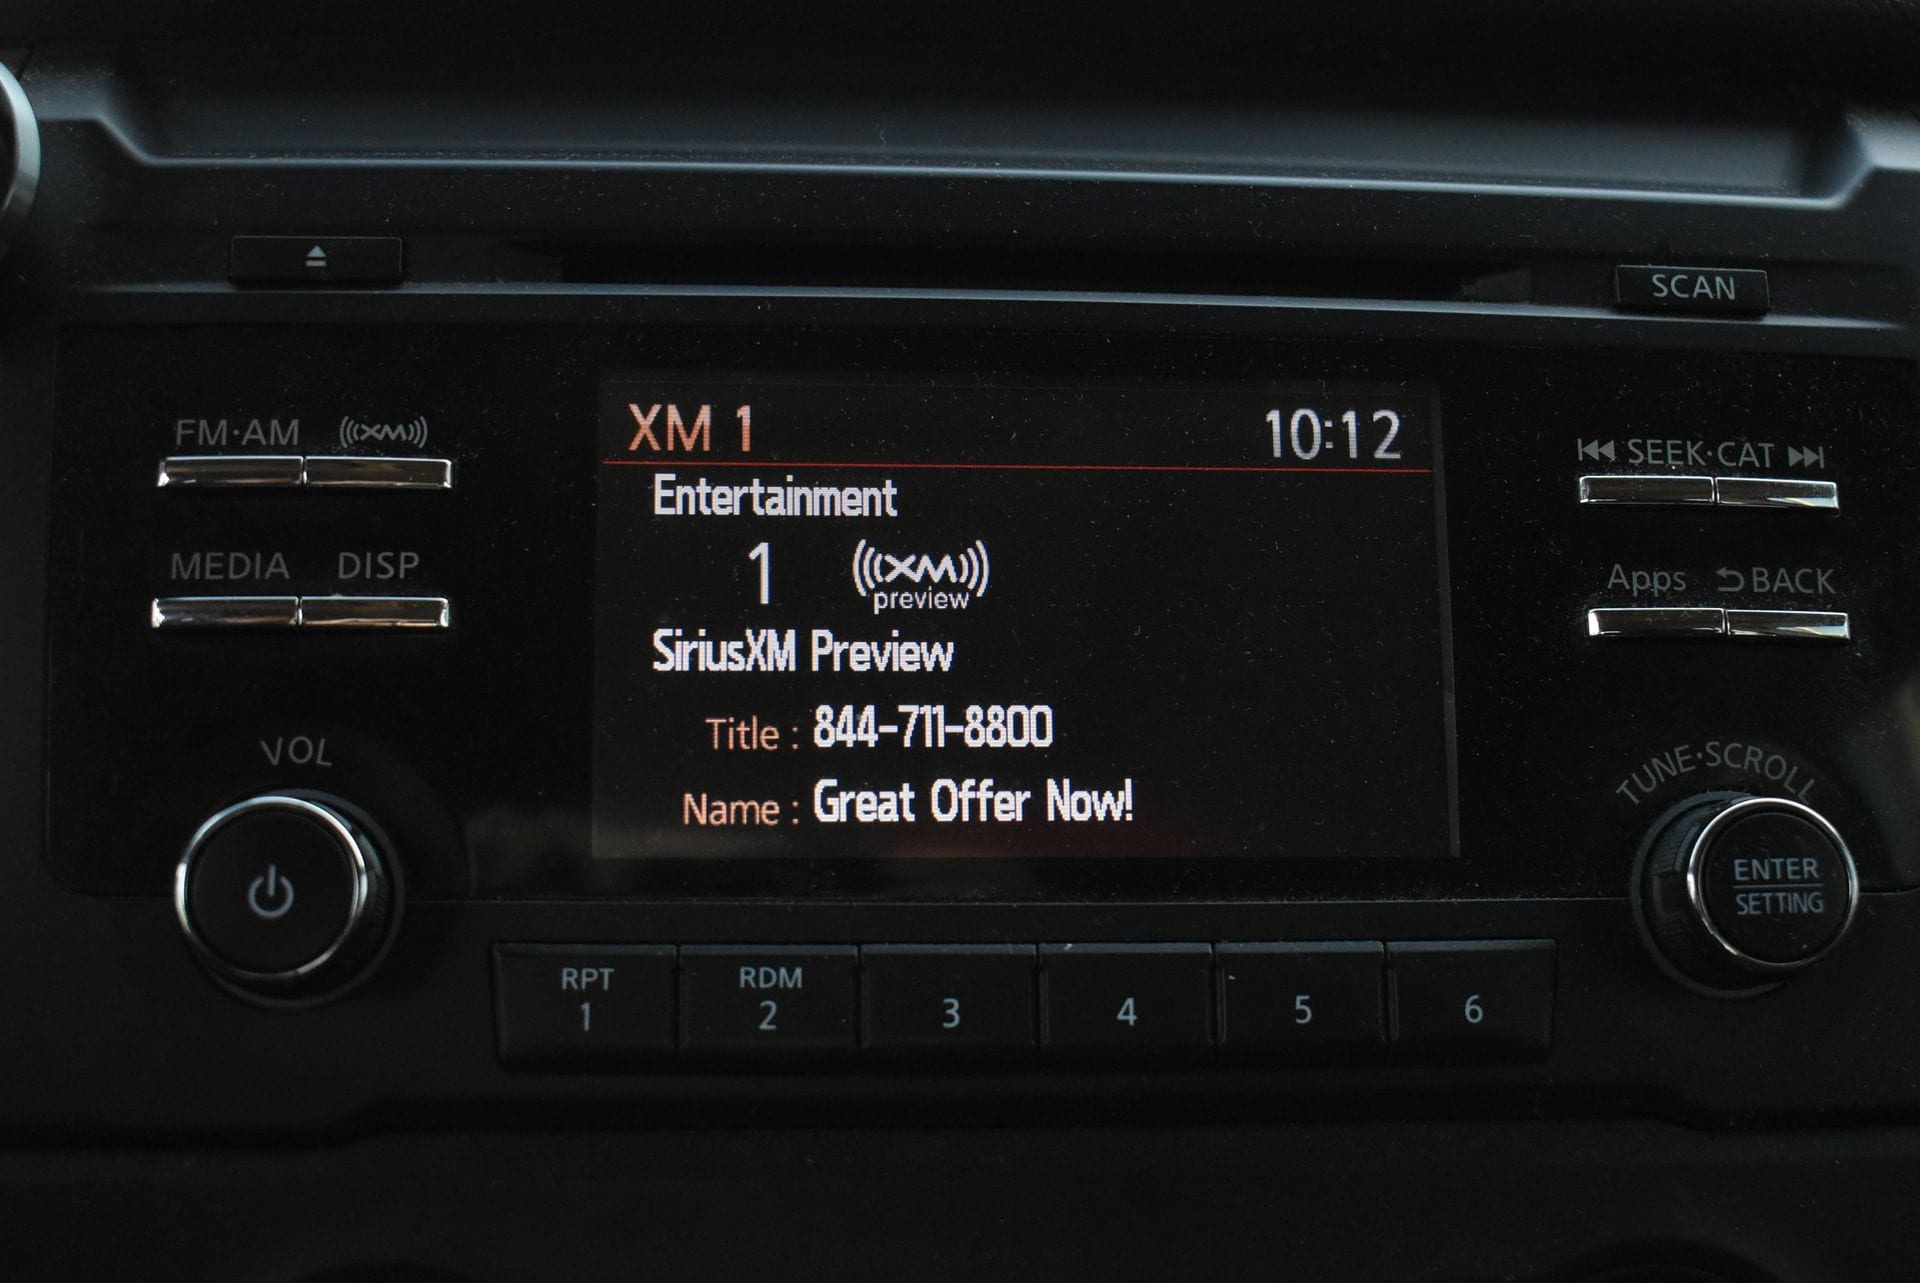 SCAN
FM·AM XM
MEDIA DISP
VOL
XM 1 10:12
Entertainment
1 XM
preview
SiriusXM Preview
Title : 844-711-8800
Name : Great Offer Now!
SEEK·CAT
Apps BACK
TUNE·SCROLL
ENTER
SETTING
RPT
1
RDM
2
3
4
5
6